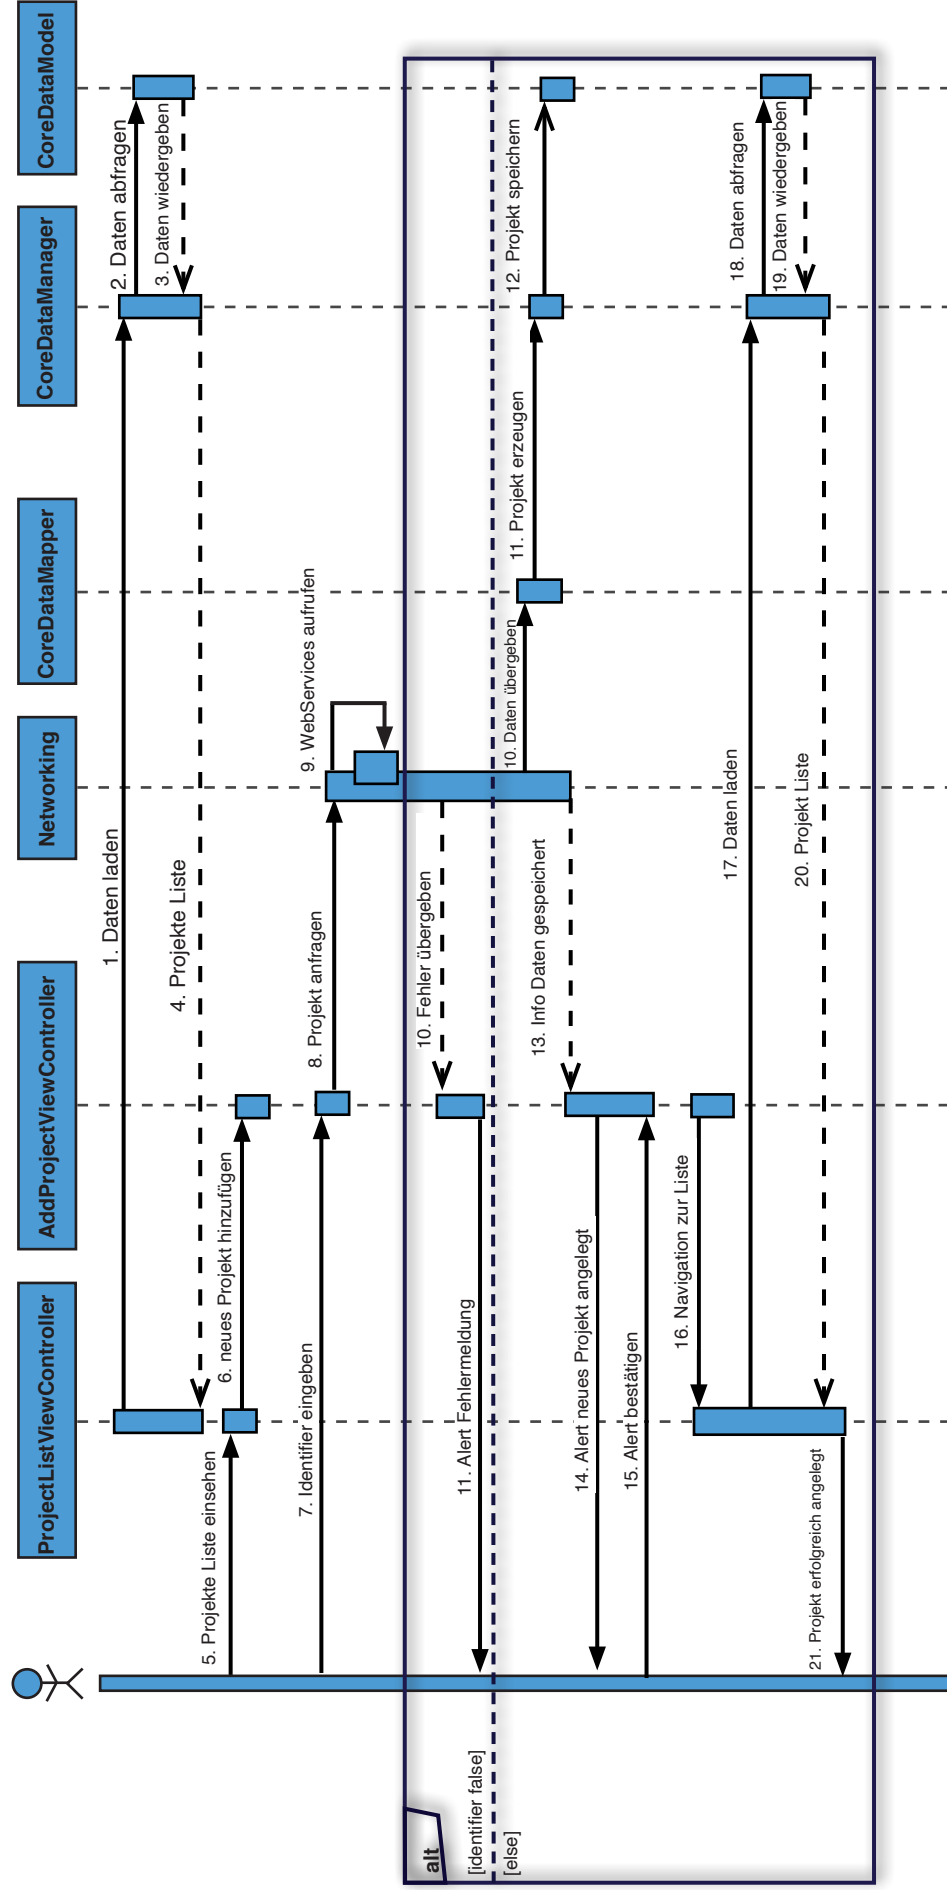 ProjectListViewController
AddProjectViewController
Networking
CoreDataMapper
CoreDataManager
CoreDataModel
1. Daten laden
2. Daten abfragen
3. Daten wiedergeben
4. Projekte Liste
5. Projekte Liste einsehen
6. neues Projekt hinzufügen
7. Identifier eingeben
8. Projekt anfragen
9. WebServices aufrufen
alt
[identifier false]
10. Fehler übergeben
11. Alert Fehlermeldung
[else]
10. Daten übergeben
11. Projekt erzeugen
12. Projekt speichern
13. Info Daten gespeichert
14. Alert neues Projekt angelegt
15. Alert bestätigen
16. Navigation zur Liste
17. Daten laden
18. Daten abfragen
19. Daten wiedergeben
20. Projekt Liste
21. Projekt erfolgreich angelegt